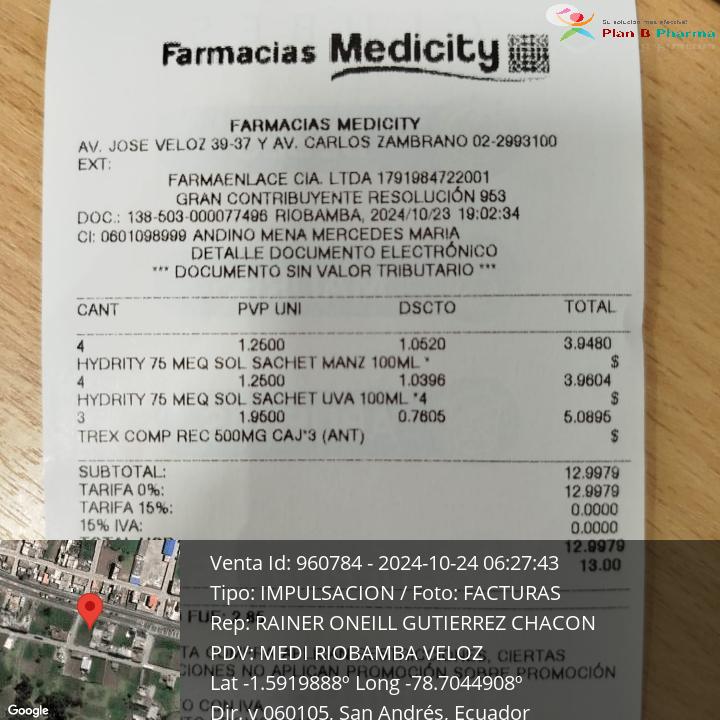 Su solución más efectiva!
Plan B Pharma
Farmacias Medicity
FARMACIAS MEDICITY
AV. JOSE VELOZ 39-37 Y AV. CARLOS ZAMBRANO 02-2993100
EXT:
FARMAENLACE CIA. LTDA 1791984722001
GRAN CONTRIBUYENTE RESOLUCIÓN 953
DOC.: 138-503-000077496 RIOBAMBA, 2024/10/23 19:02:34
CI: 0601098999 ANDINO MENA MERCEDES MARIA
DETALLE DOCUMENTO ELECTRÓNICO
*** DOCUMENTO SIN VALOR TRIBUTARIO ***
CANT PVP UNI DSCTO TOTAL
4 1.2500 1.0520 3.9480
HYDRITY 75 MEQ SOL SACHET MANZ 100ML * $
4 1.2500 1.0396 3.9604
HYDRITY 75 MEQ SOL SACHET UVA 100ML *4 $
3 1.9500 0.7605 5.0895
TREX COMP REC 500MG CAJ*3 (ANT) $
SUBTOTAL: 12.9979
TARIFA 0%: 12.9979
TARIFA 15%: 0.0000
15% IVA: 0.0000
12.9979
13.00
Venta Id: 960784 - 2024-10-24 06:27:43
Tipo: IMPULSACION / Foto: FACTURAS
Rep: RAINER ONEILL GUTIERREZ CHACON
FUE: 2.85
PDV: MEDI RIOBAMBA VELOZ
CIERTAS
NO APLICAN PROMOCIÓN SOBRE PROMOCIÓN
Lat -1.5919888º Long -78.7044908º
CON IVA
Dir. v 060105, San Andrés, Ecuador
Google